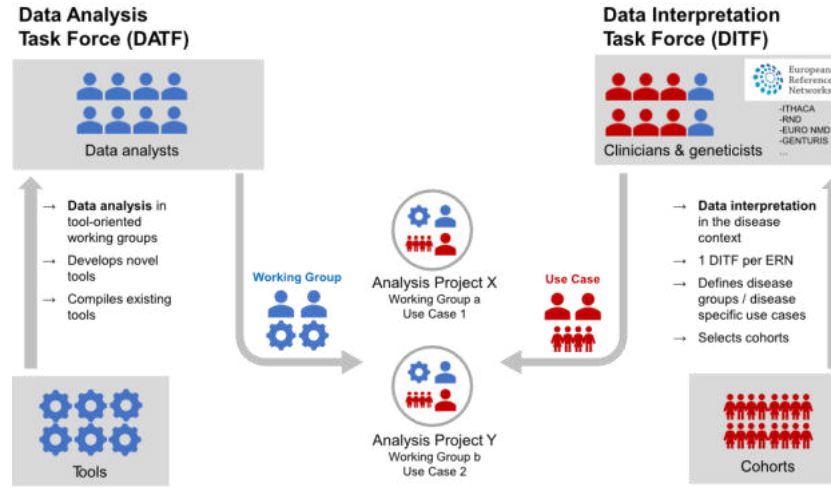 Data Analysis
Task Force (DATF)
Data analysts
→ Data analysis in
tool-oriented
working groups
→ Develops novel
tools
→ Compiles existing
tools
Tools
Working Group
Analysis Project X
Working Group a
Use Case 1
Analysis Project Y
Working Group b
Use Case 2
Use Case
Data Interpretation
Task Force (DITF)
European
Reference
Networks
-ITHACA
-RND
-EURO NMD
-GENTURIS
...
Clinicians & geneticists
→ Data interpretation
in the disease
context
→ 1 DITF per ERN
→ Defines disease
groups / disease
specific use cases
→ Selects cohorts
Cohorts